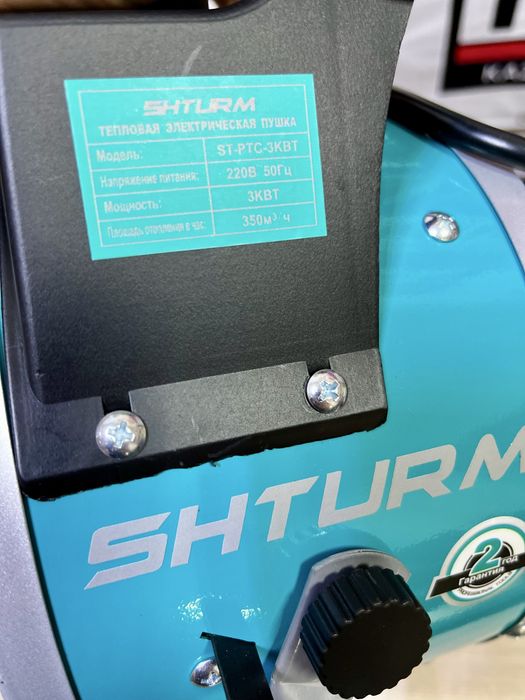 SHTURM
ТЕПЛОВАЯ ЭЛЕКТРИЧЕСКАЯ ПУШКА
Модель: ST-PTC-3КВТ
Напряжение питания: 220В 50Гц
Мощность: 3КВТ
Площадь отопления в час: 350м³ ч
SHTURM
2
год
Гарантия